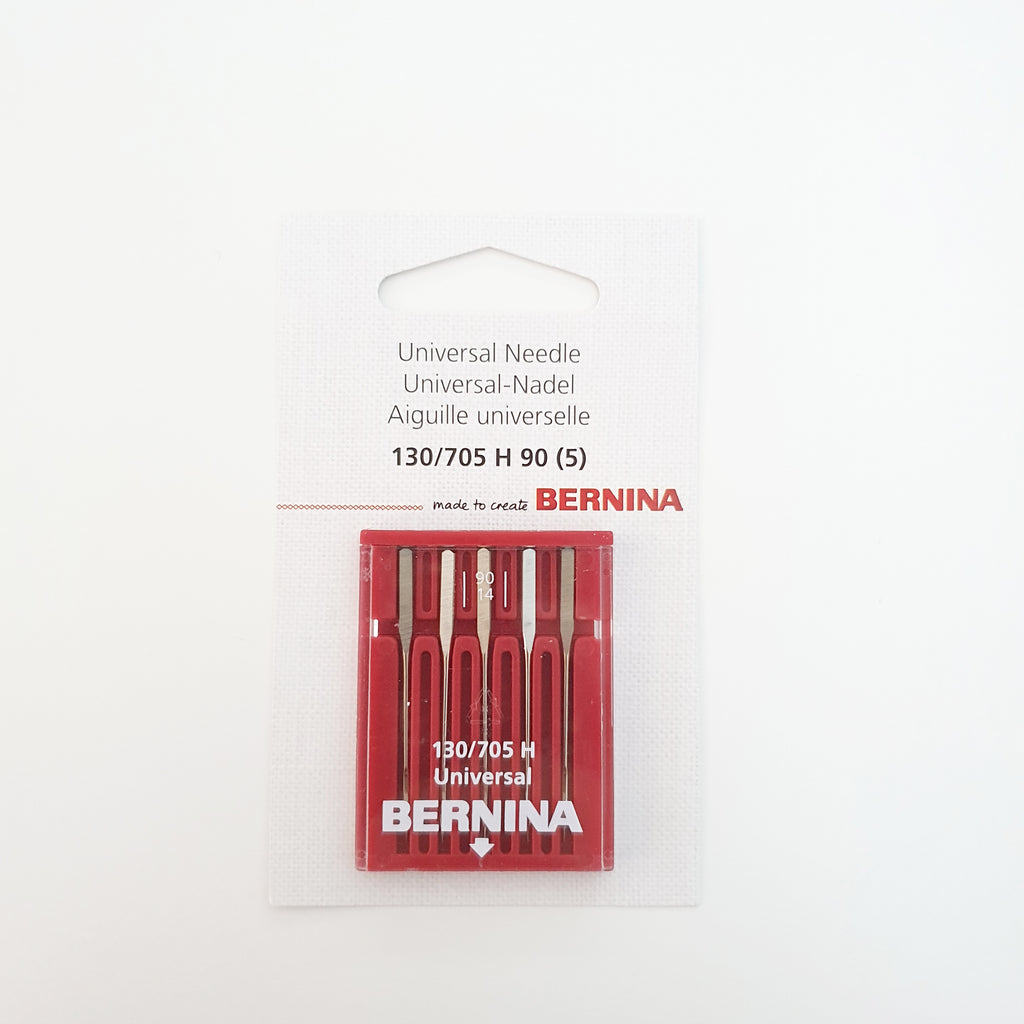 Universal Needle
Universal-Nadel
Aiguille universelle
130/705 H 90 (5)
made to create BERNINA
90
14
130/705 H
Universal
BERNINA